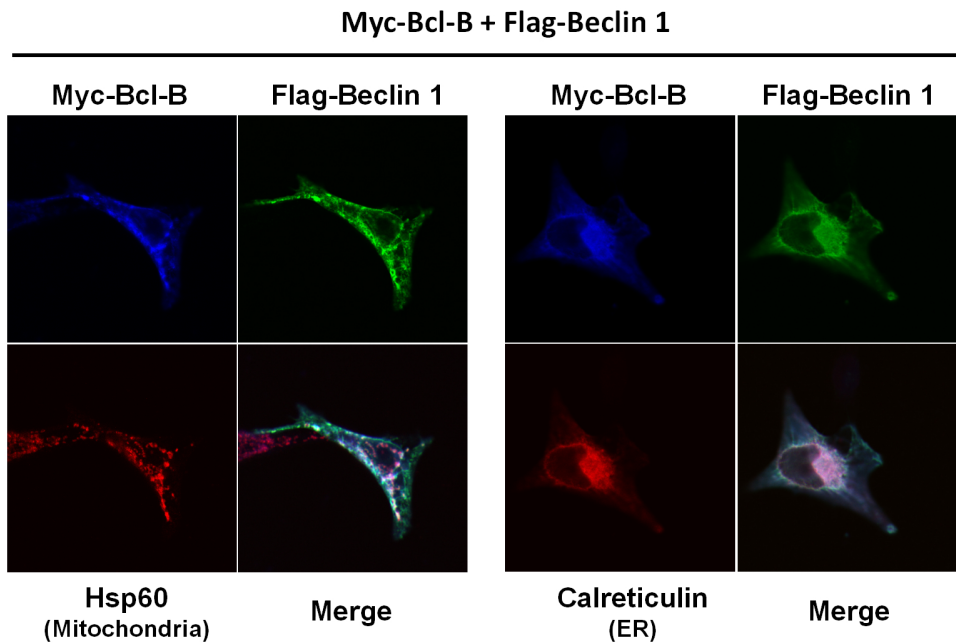 Myc-Bcl-B + Flag-Beclin 1
Myc-Bcl-B Flag-Beclin 1 Myc-Bcl-B Flag-Beclin 1
Hsp60 Merge Calreticulin Merge
(Mitochondria) (ER)